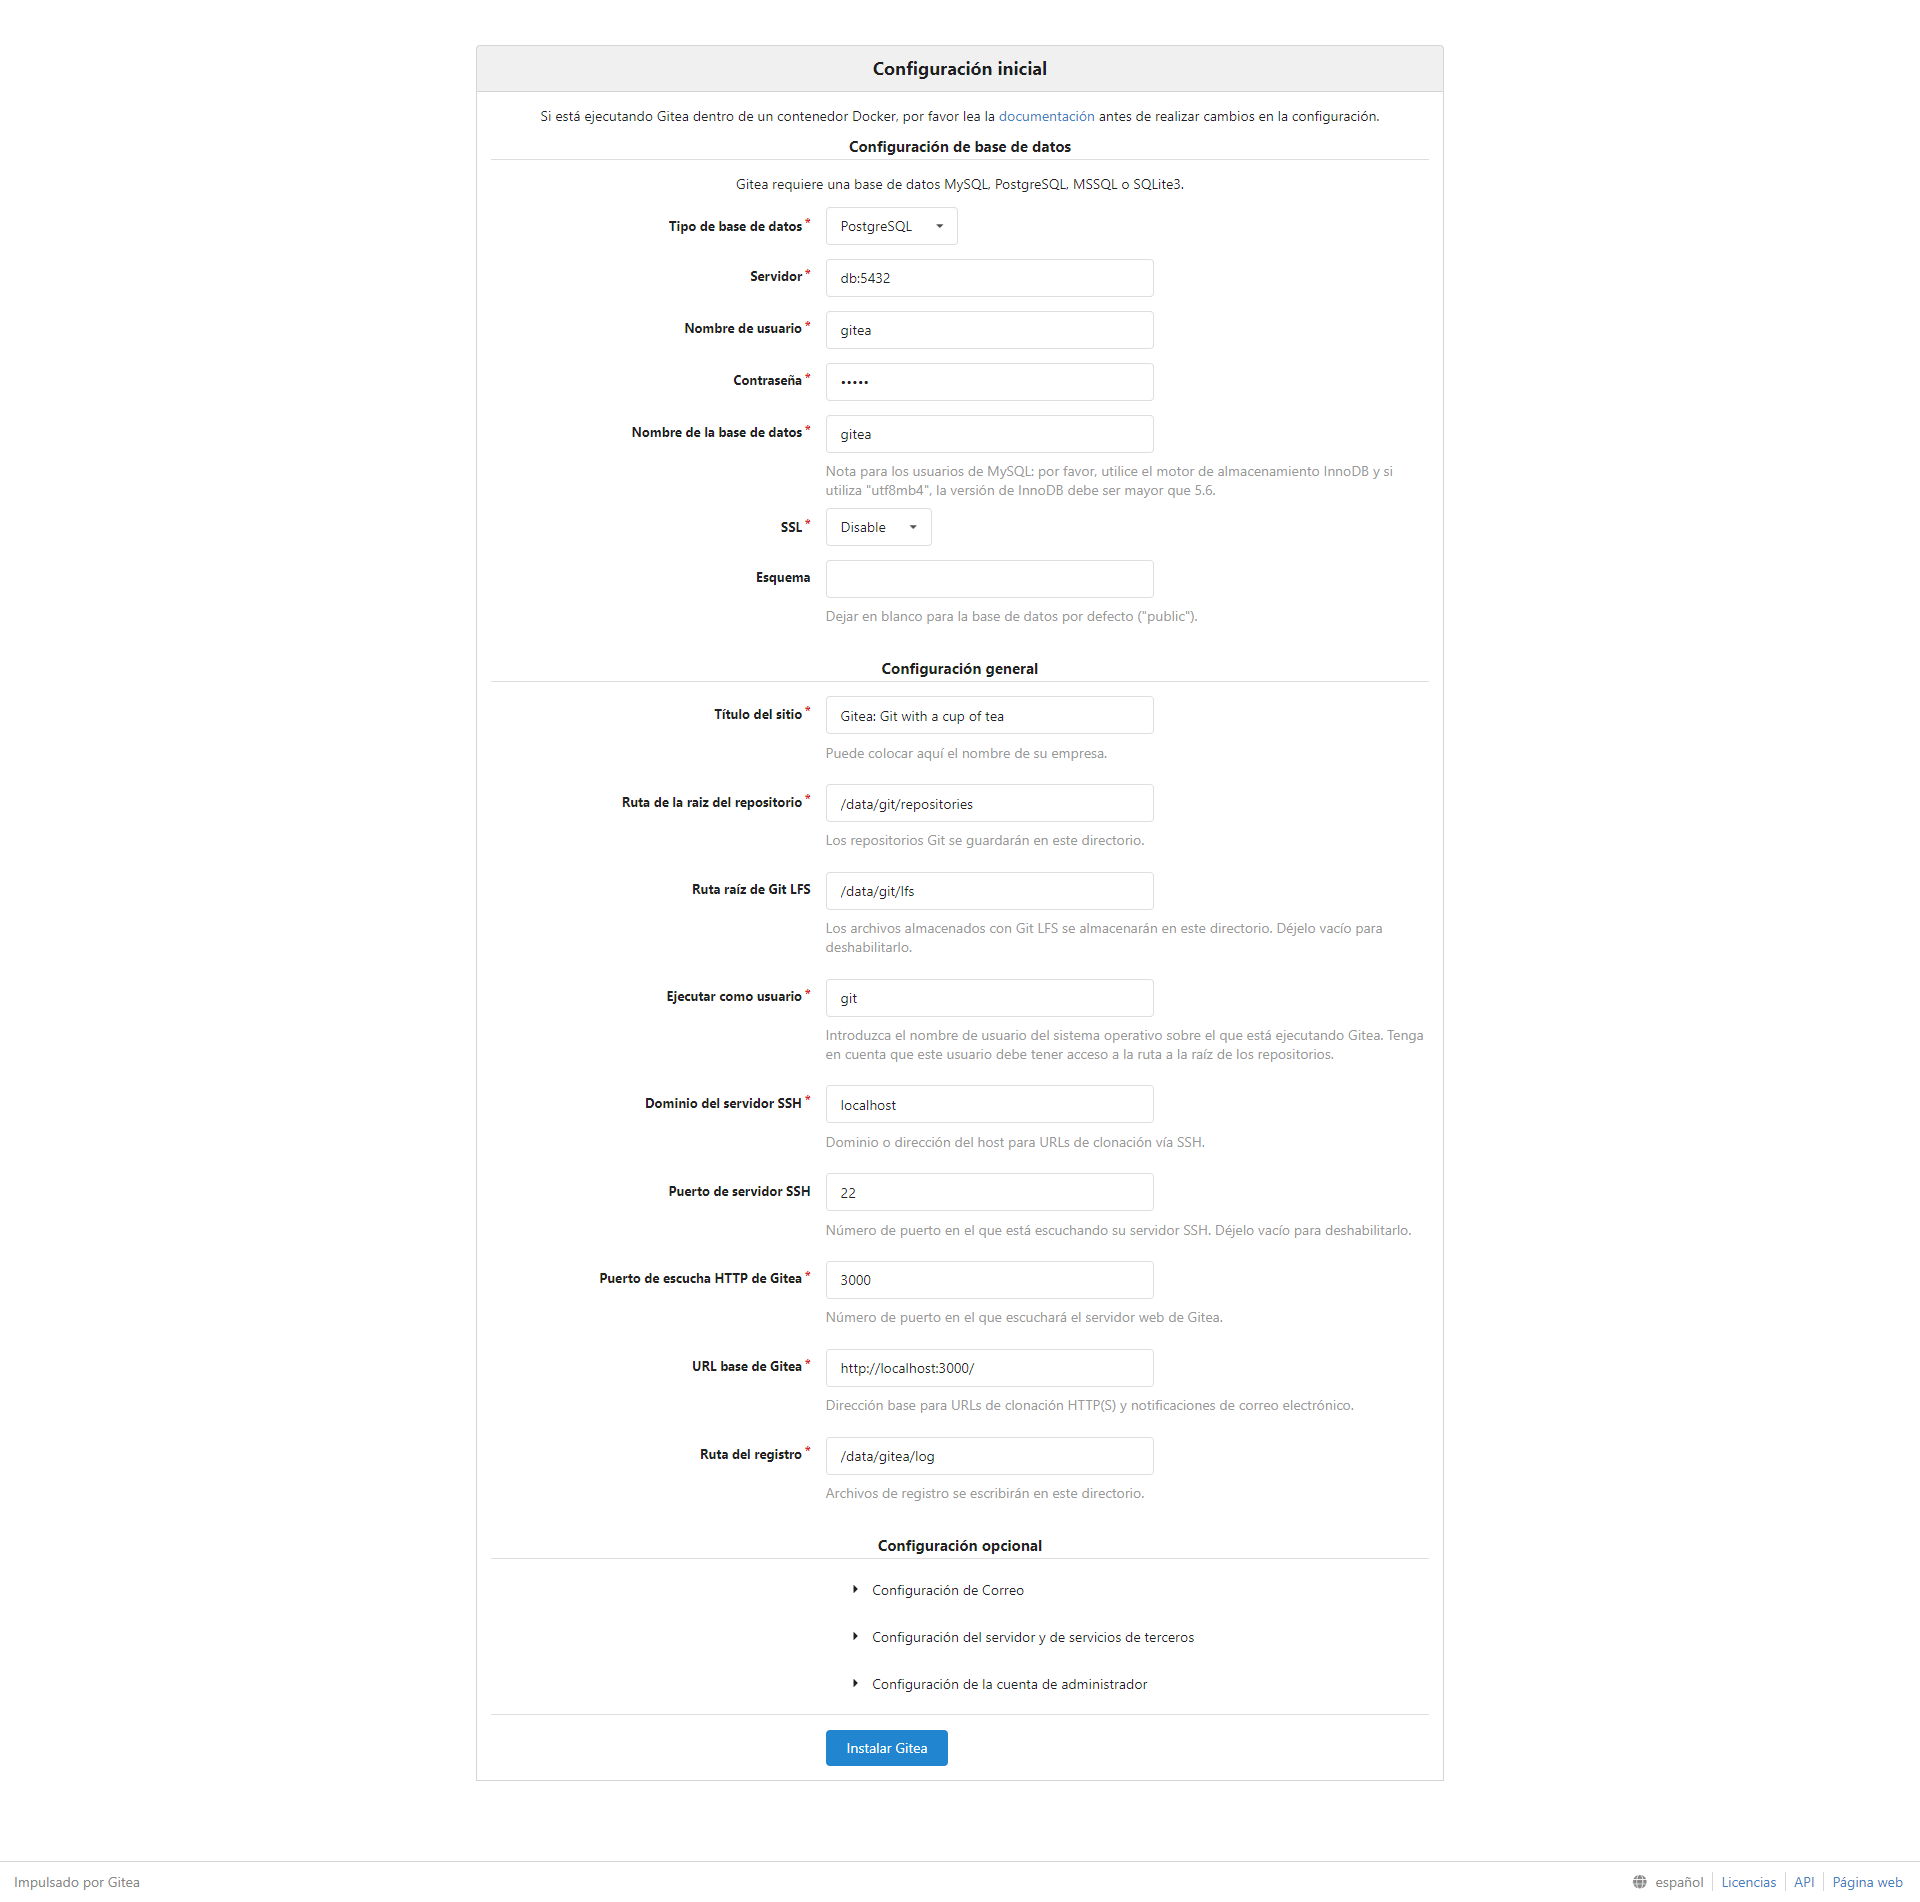 Configuración inicial
Si está ejecutando Gitea dentro de un contenedor Docker, por favor lea la documentación antes de realizar cambios en la configuración.
Configuración de base de datos
Gitea requiere una base de datos MySQL, PostgreSQL, MSSQL o SQLite3.
Tipo de base de datos * PostgreSQL
Servidor * db:5432
Nombre de usuario * gitea
Contraseña * •••••
Nombre de la base de datos * gitea
Nota para los usuarios de MySQL: por favor, utilice el motor de almacenamiento InnoDB y si
utiliza "utf8mb4", la versión de InnoDB debe ser mayor que 5.6.
SSL * Disable
Esquema
Dejar en blanco para la base de datos por defecto ("public").
Configuración general
Título del sitio * Gitea: Git with a cup of tea
Puede colocar aquí el nombre de su empresa.
Ruta de la raiz del repositorio * /data/git/repositories
Los repositorios Git se guardarán en este directorio.
Ruta raíz de Git LFS /data/git/lfs
Los archivos almacenados con Git LFS se almacenarán en este directorio. Déjelo vacío para
deshabilitarlo.
Ejecutar como usuario * git
Introduzca el nombre de usuario del sistema operativo sobre el que está ejecutando Gitea. Tenga
en cuenta que este usuario debe tener acceso a la ruta a la raíz de los repositorios.
Dominio del servidor SSH * localhost
Dominio o dirección del host para URLs de clonación vía SSH.
Puerto de servidor SSH 22
Número de puerto en el que está escuchando su servidor SSH. Déjelo vacío para deshabilitarlo.
Puerto de escucha HTTP de Gitea * 3000
Número de puerto en el que escuchará el servidor web de Gitea.
URL base de Gitea * http://localhost:3000/
Dirección base para URLs de clonación HTTP(S) y notificaciones de correo electrónico.
Ruta del registro * /data/gitea/log
Archivos de registro se escribirán en este directorio.
Configuración opcional
Configuración de Correo
Configuración del servidor y de servicios de terceros
Configuración de la cuenta de administrador
Instalar Gitea
Impulsado por Gitea español Licencias API Página web